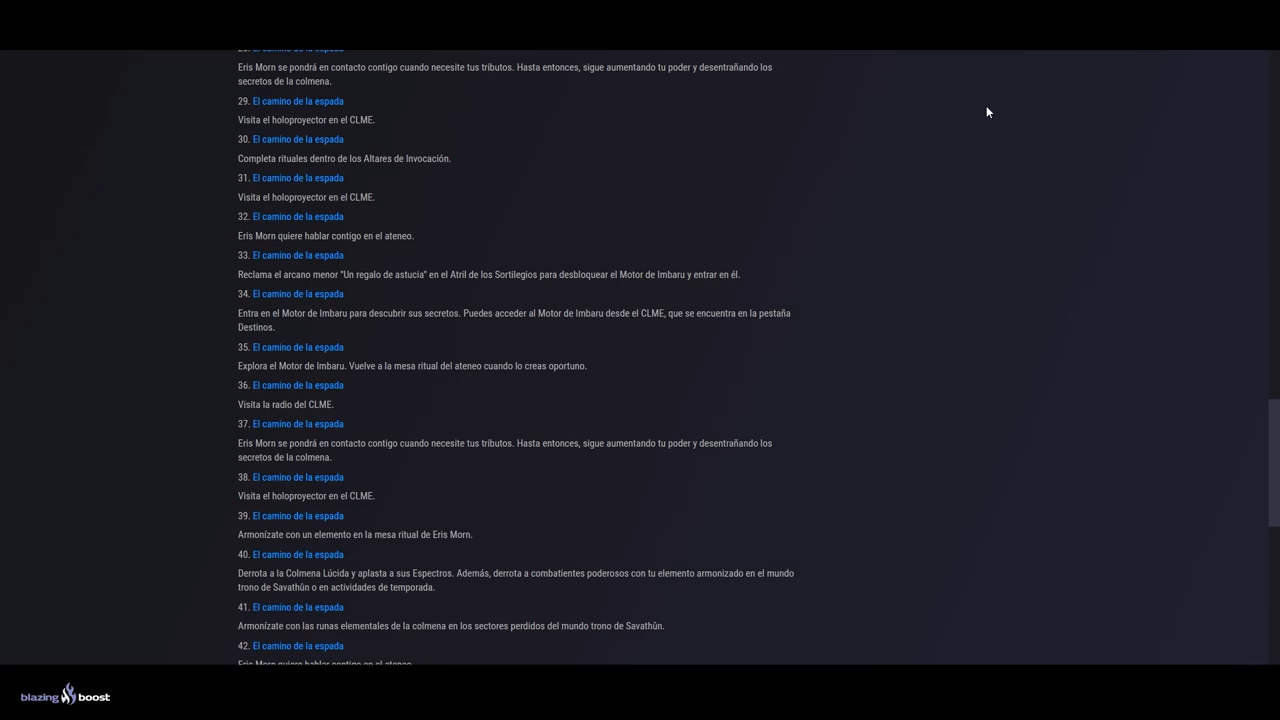 El camino de la espada
Eris Morn se pondrá en contacto contigo cuando necesite tus tributos. Hasta entonces, sigue aumentando tu poder y desentrañando los
secretos de la colmena.
29. El camino de la espada
Visita el holoproyector en el CLME.
30. El camino de la espada
Completa rituales dentro de los Altares de Invocación.
31. El camino de la espada
Visita el holoproyector en el CLME.
32. El camino de la espada
Eris Morn quiere hablar contigo en el ateneo.
33. El camino de la espada
Reclama el arcano menor "Un regalo de astucia" en el Atril de los Sortilegios para desbloquear el Motor de Imbaru y entrar en él.
34. El camino de la espada
Entra en el Motor de Imbaru para descubrir sus secretos. Puedes acceder al Motor de Imbaru desde el CLME, que se encuentra en la pestaña
Destinos.
35. El camino de la espada
Explora el Motor de Imbaru. Vuelve a la mesa ritual del ateneo cuando lo creas oportuno.
36. El camino de la espada
Visita la radio del CLME.
37. El camino de la espada
Eris Morn se pondrá en contacto contigo cuando necesite tus tributos. Hasta entonces, sigue aumentando tu poder y desentrañando los
secretos de la colmena.
38. El camino de la espada
Visita el holoproyector en el CLME.
39. El camino de la espada
Armonízate con un elemento en la mesa ritual de Eris Morn.
40. El camino de la espada
Derrota a la Colmena Lúcida y aplasta a sus Espectros. Además, derrota a combatientes poderosos con tu elemento armonizado en el mundo
trono de Savathûn o en actividades de temporada.
41. El camino de la espada
Armonízate con las runas elementales de la colmena en los sectores perdidos del mundo trono de Savathûn.
42. El camino de la espada
Eris Morn quiere hablar contigo en el ateneo.
blazing boost